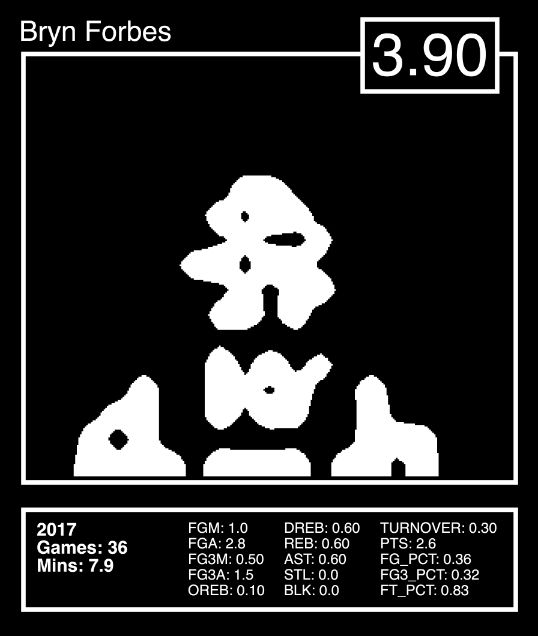 Bryn Forbes
3.90
2017
Games: 36
Mins: 7.9
FGM: 1.0
FGA: 2.8
FG3M: 0.50
FG3A: 1.5
OREB: 0.10
DREB: 0.60
REB: 0.60
AST: 0.60
STL: 0.0
BLK: 0.0
TURNOVER: 0.30
PTS: 2.6
FG_PCT: 0.36
FG3_PCT: 0.32
FT_PCT: 0.83